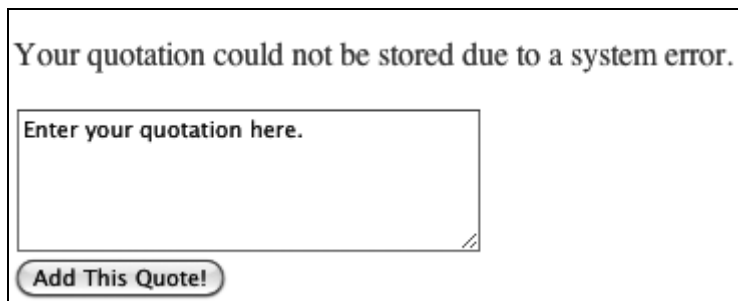 Your quotation could not be stored due to a system error.
Enter your quotation here.
Add This Quote!